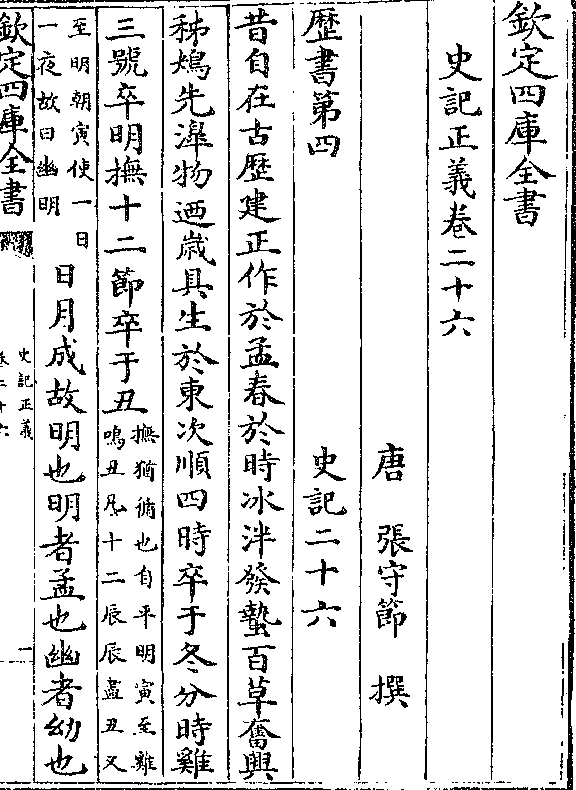 欽定四庫全書
史記正義卷二十六
唐 張守節 撰
歷書第四 史記二十六
昔自在古歷建正作於孟春於時冰泮發蟄百草奮興
秭鳺先滜物廼歲具生於東次順四時卒于冬分時雞
三號卒明撫十二節卒于丑
撫猶循也自平明寅至雞
鳴丑凡十二辰辰盡丑又
至明朝寅使一日
一夜故曰幽明
日月成故明也明者孟也幽者幼也
欽定四庫全書
史記正義
卷二十六
一